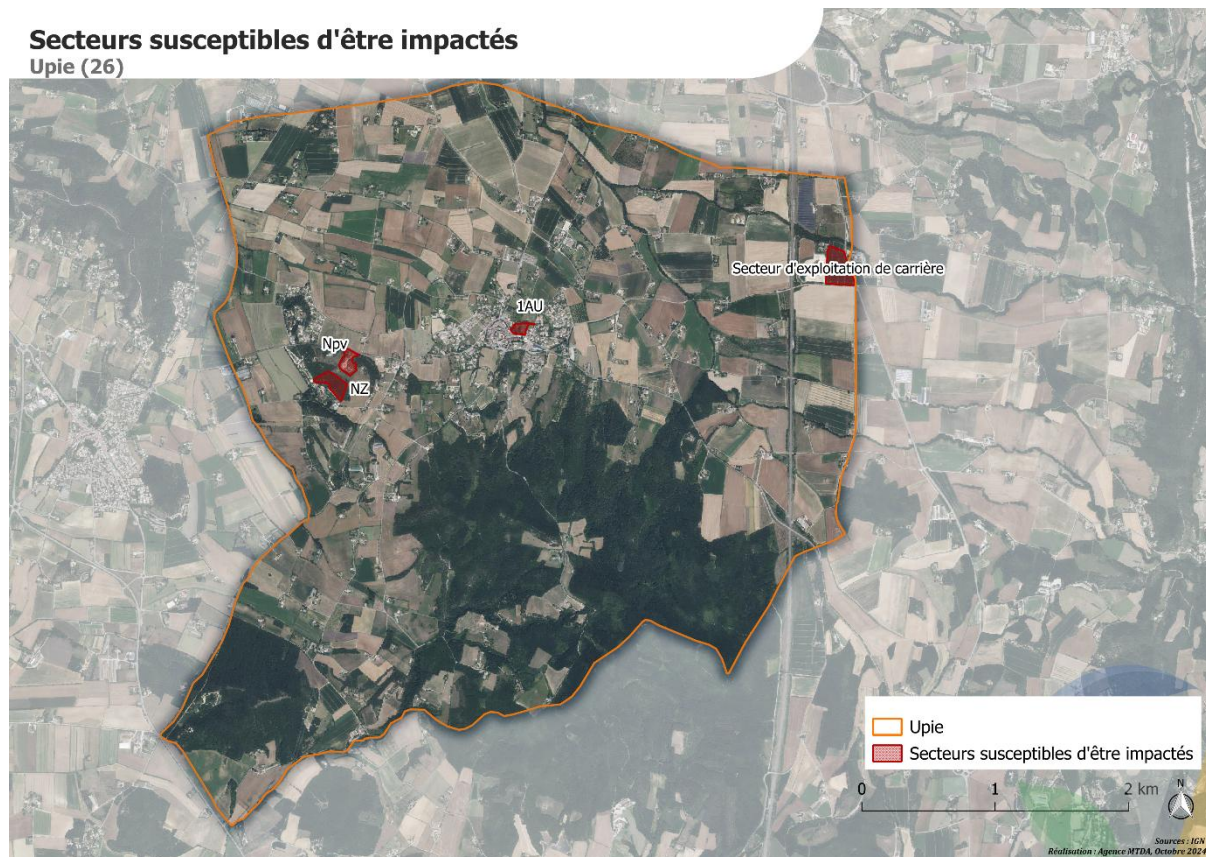 Secteurs susceptibles d'être impactés
Upie (26)
Secteur d'exploitation de carrière
1AU
Npv
NZ
Upie
Secteurs susceptibles d'être impactés
0 1 2 km
N
Sources : IGN
Réalisation : Agence MTDA, Octobre 2024